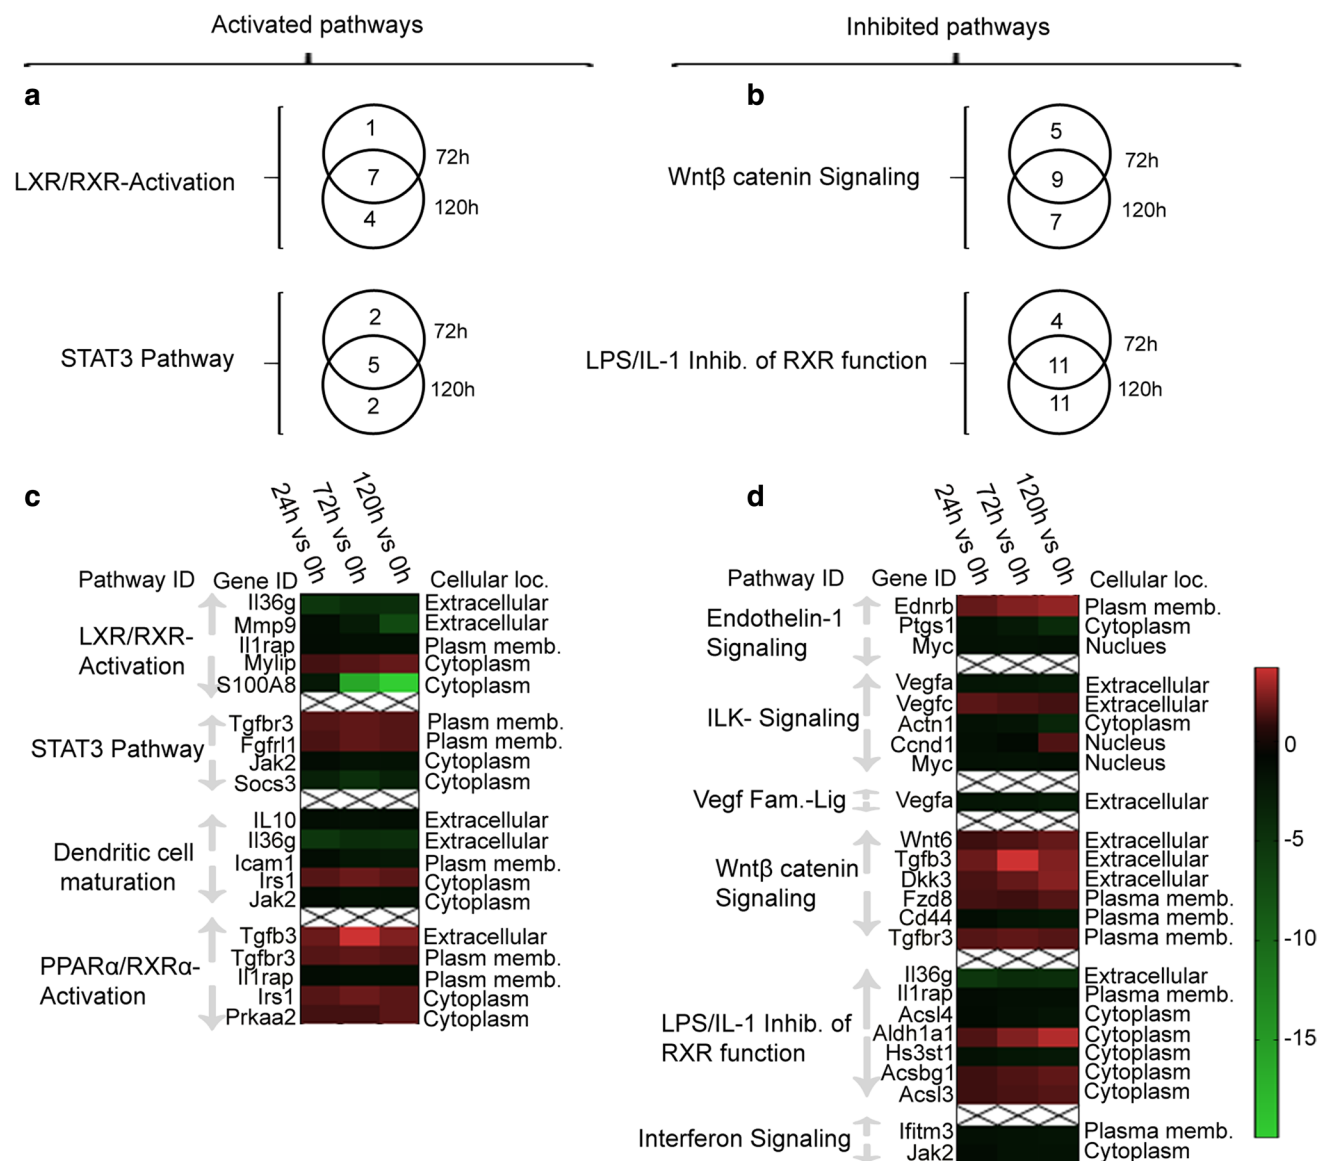 Activated pathways
Inhibited pathways
a
b
1
72h
LXR/RXR-Activation
7
120h
4
5
72h
Wntβ catenin Signaling
9
120h
7
2
72h
STAT3 Pathway
5
120h
2
4
72h
LPS/IL-1 Inhib. of RXR function
11
120h
11
c
24h vs 0h
72h vs 0h
120h vs 0h
Pathway ID Gene ID Cellular loc.
LXR/RXR-
Activation
Il36g Extracellular
Mmp9 Extracellular
Il1rap Plasm memb.
Mylip Cytoplasm
S100A8 Cytoplasm
STAT3 Pathway
Tgfbr3 Plasm memb.
Fgfrl1 Plasm memb.
Jak2 Cytoplasm
Socs3 Cytoplasm
Dendritic cell
maturation
IL10 Extracellular
Il36g Extracellular
Icam1 Plasm memb.
Irs1 Cytoplasm
Jak2 Cytoplasm
PPARα/RXRα-
Activation
Tgfb3 Extracellular
Tgfbr3 Plasm memb.
Il1rap Plasm memb.
Irs1 Cytoplasm
Prkaa2 Cytoplasm
d
24h vs 0h
72h vs 0h
120h vs 0h
Pathway ID Gene ID Cellular loc.
Endothelin-1
Signaling
Ednrb Plasm memb.
Ptgs1 Cytoplasm
Myc Nuclues
ILK- Signaling
Vegfa Extracellular
Vegfc Extracellular
Actn1 Cytoplasm
Ccnd1 Nucleus
Myc Nucleus
Vegf Fam.-Lig
Vegfa Extracellular
Wntβ catenin
Signaling
Wnt6 Extracellular
Tgfb3 Extracellular
Dkk3 Extracellular
Fzd8 Plasma memb.
Cd44 Plasma memb.
Tgfbr3 Plasma memb.
LPS/IL-1 Inhib. of
RXR function
Il36g Extracellular
Il1rap Plasma memb.
Acsl4 Cytoplasm
Aldh1a1 Cytoplasm
Hs3st1 Cytoplasm
Acsbg1 Cytoplasm
Acsl3 Cytoplasm
Interferon Signaling
Ifitm3 Plasma memb.
Jak2 Cytoplasm
0
-5
-10
-15